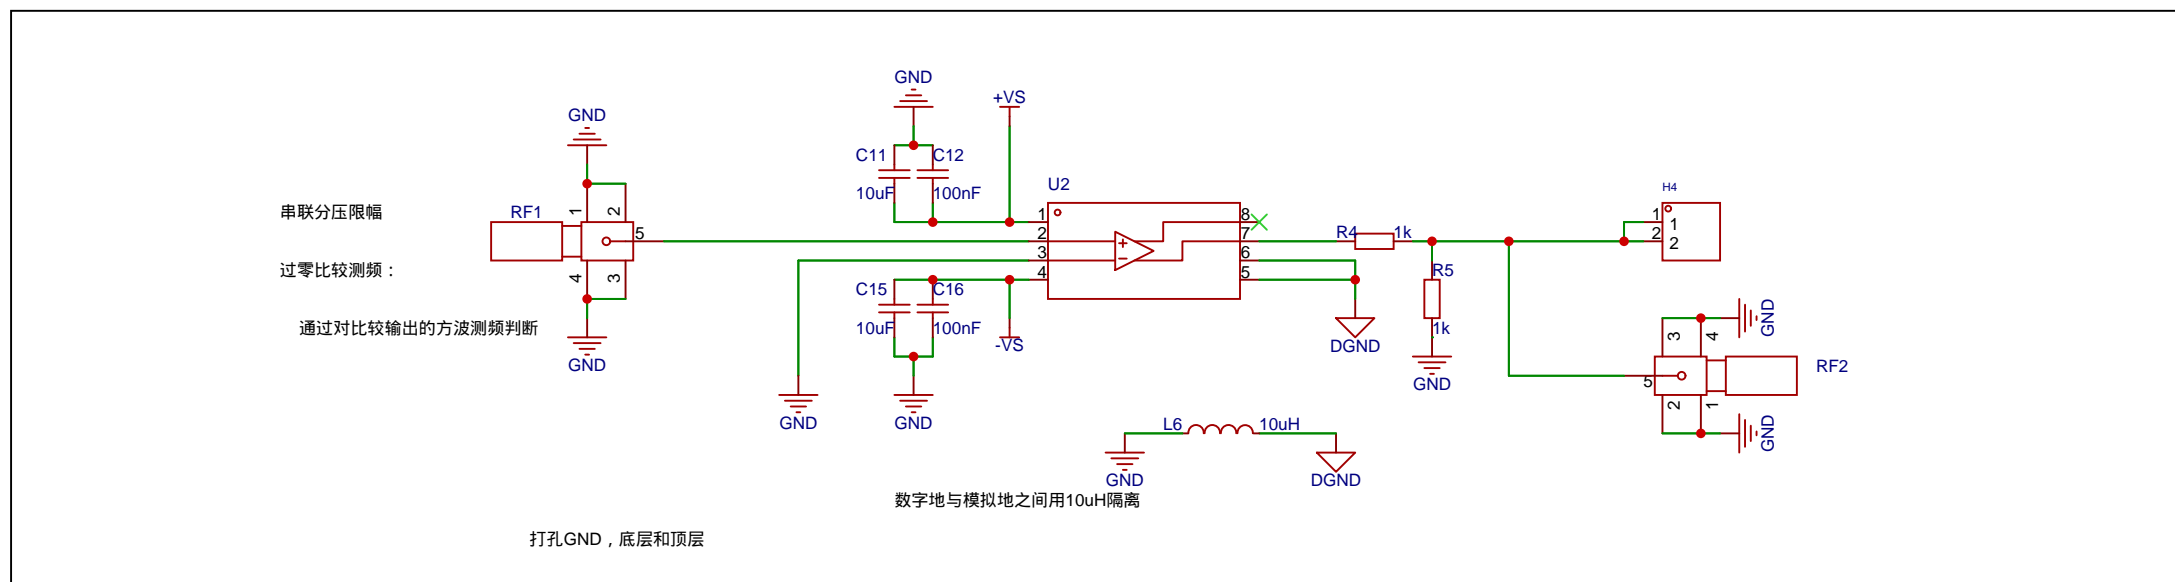 GND
+VS
GND
C11
C12
10uF
100nF
U2
H4
串联分压限幅
RF1
1
2
5
4
3
过零比较测频：
通过对比较输出的方波测频判断
GND
1
2
3
4
8
7
6
5
R4
1k
R5
1k
1
2
1
2
C15
C16
10uF
100nF
-VS
DGND
GND
GND
GND
3
4
GND
5
RF2
2
1
GND
L6
10uH
GND
DGND
数字地与模拟地之间用10uH隔离
打孔GND，底层和顶层